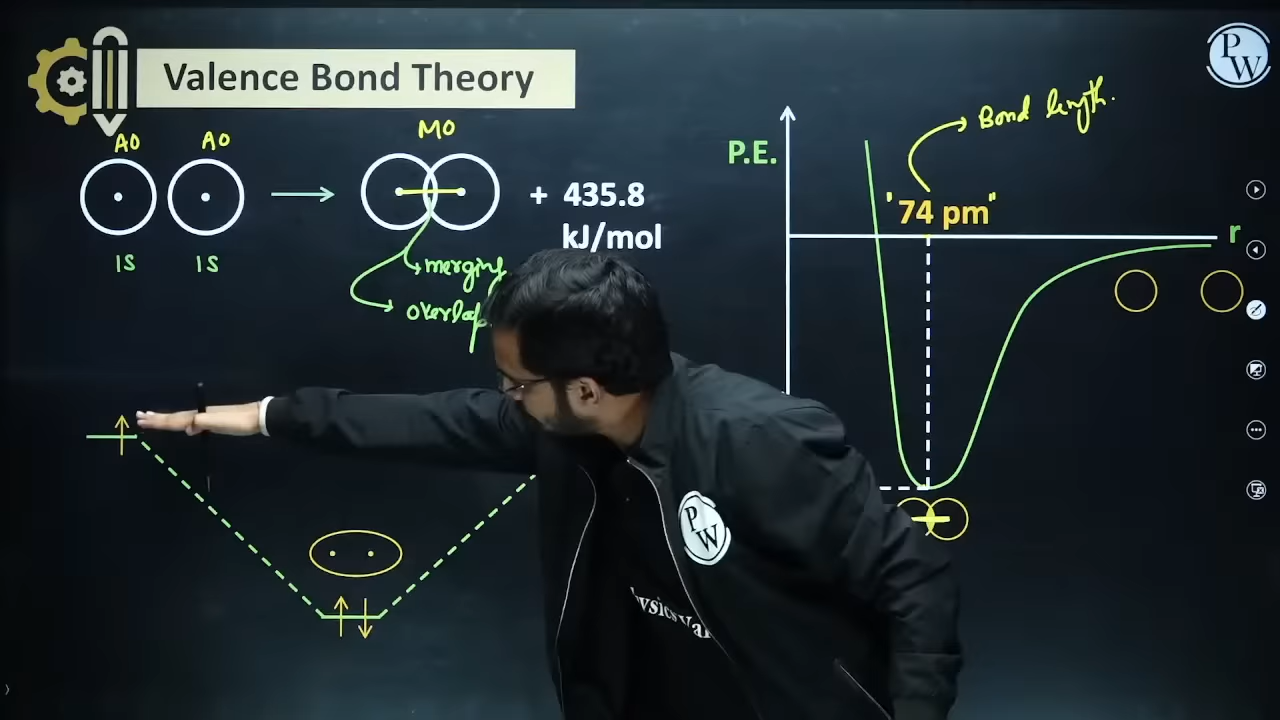 Valence Bond Theory
PW
AO AO
MO
1S 1S
+ 435.8
kJ/mol
merging
overlap
P.E.
Bond length.
'74 pm"
r
PW